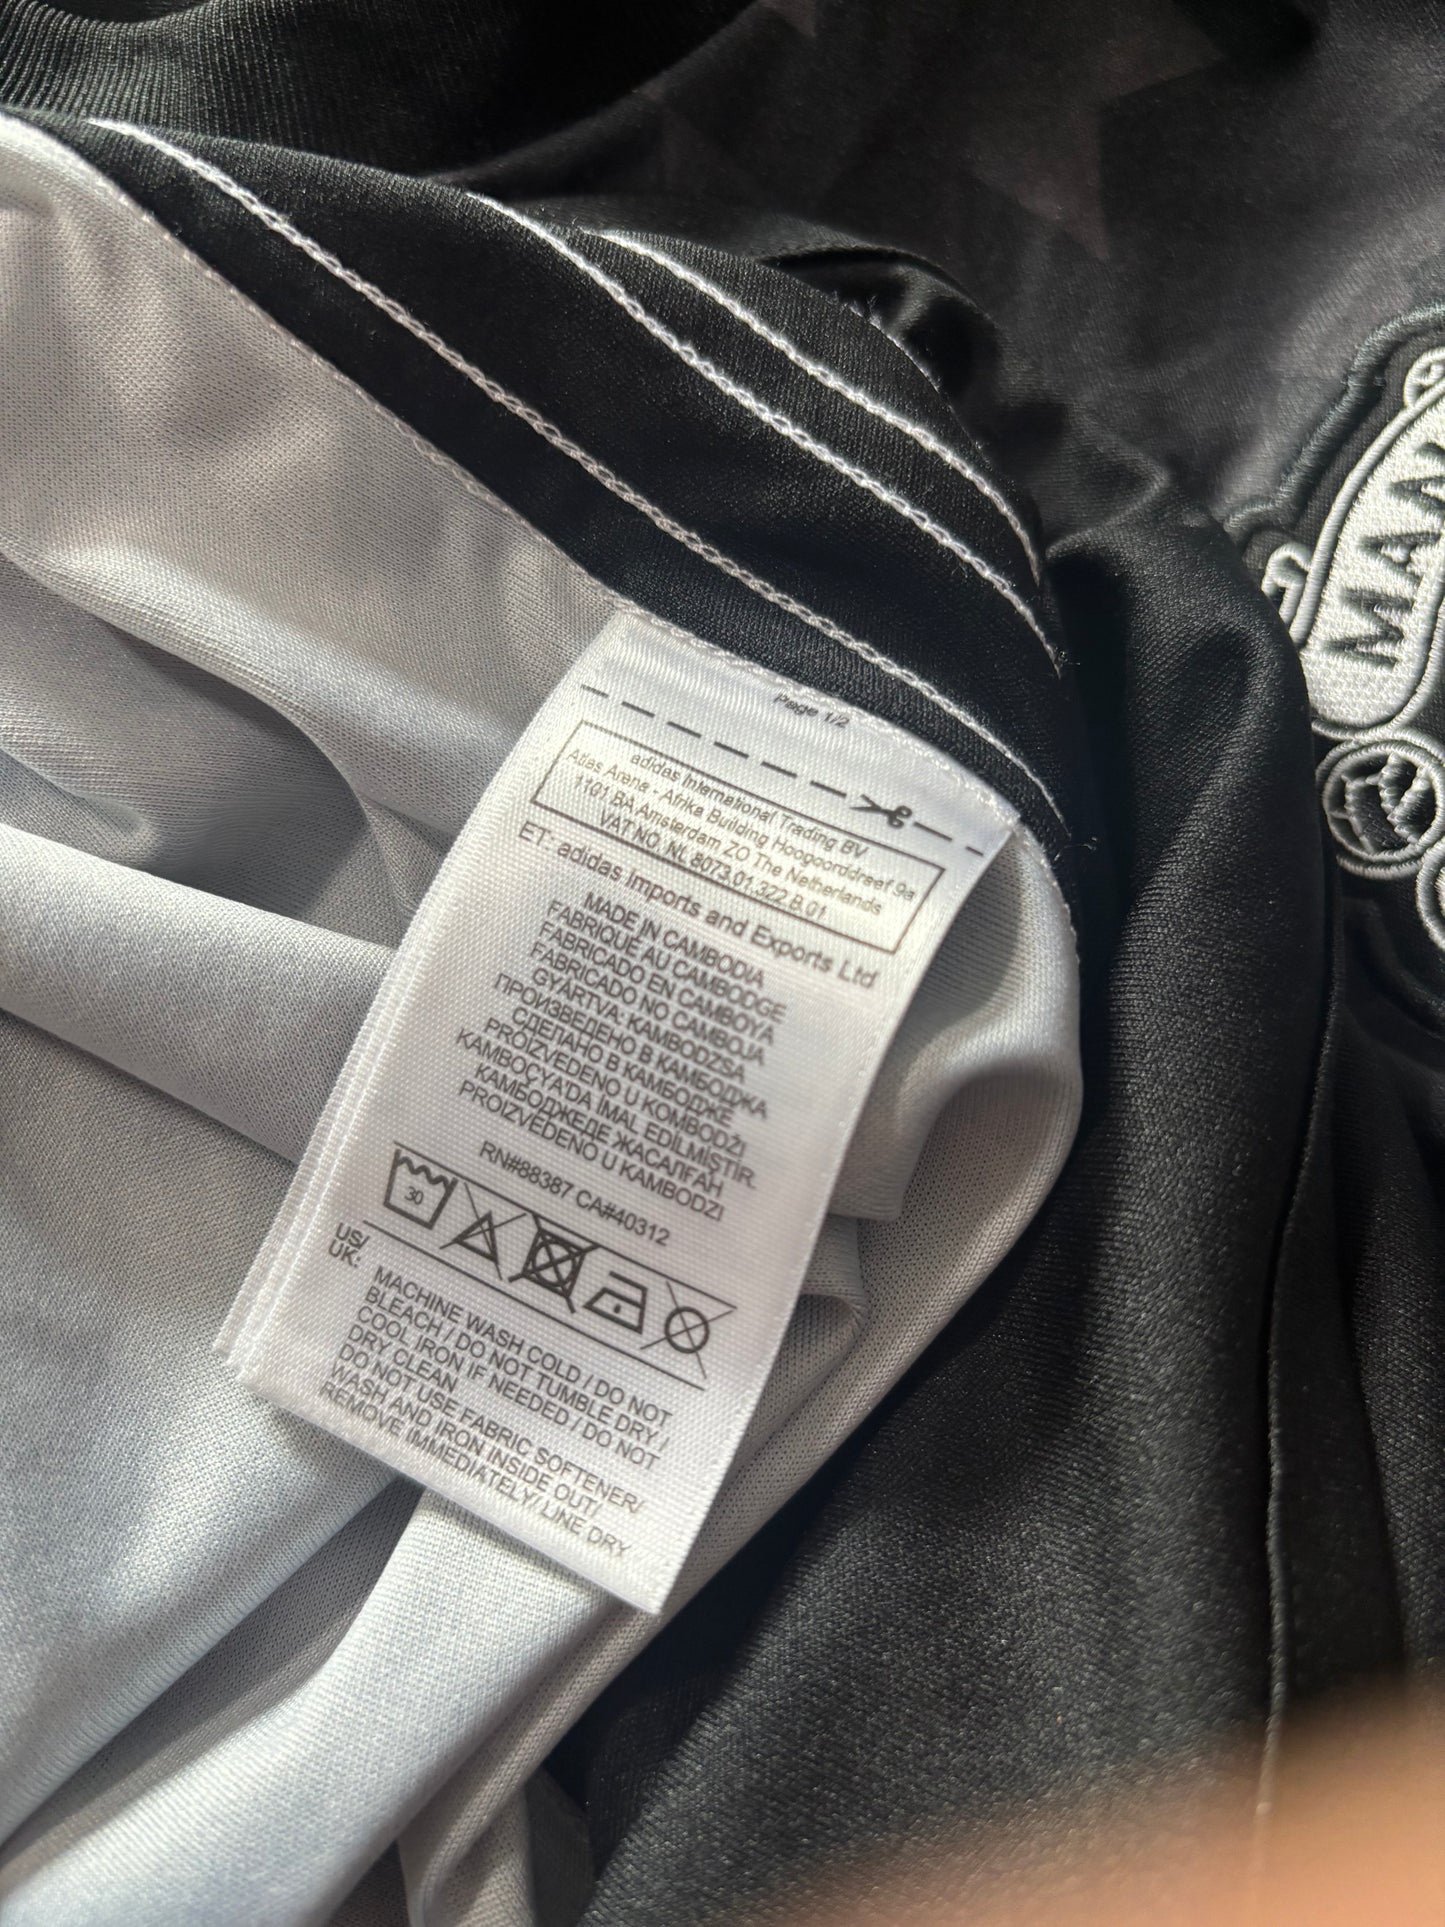 Page 1/2
adidas International Trading BV
Atlas Arena - Afrika Building Hoogoorddreef 9a
1101 BA Amsterdam ZO The Netherlands
VAT NO. NL 8073.01.322.B.01
ET: adidas Imports and Exports Ltd
MADE IN CAMBODIA
FABRIQUÉ AU CAMBODGE
FABRICADO EN CAMBOYA
FABRICADO NO CAMBOJA
GYÁRTVA: KAMBODZSA
ПРОИЗВЕДЕНО В КАМБОДЖА
СДЕЛАНО В КАМБОДЖЕ
PROIZVEDENO U KOMBODŽI
KAMBOÇYA'DA İMAL EDİLMİŞTİR.
КАМБОДЖЕДЕ ЖАСАЛҒАН
PROIZVEDENO U KAMBODZI
RN#88387 CA#40312
30
US/
UK:
MACHINE WASH COLD / DO NOT
BLEACH / DO NOT TUMBLE DRY /
COOL IRON IF NEEDED / DO NOT
DRY CLEAN
DO NOT USE FABRIC SOFTENER/
WASH AND IRON INSIDE OUT/
REMOVE IMMEDIATELY/ LINE DRY
MAN